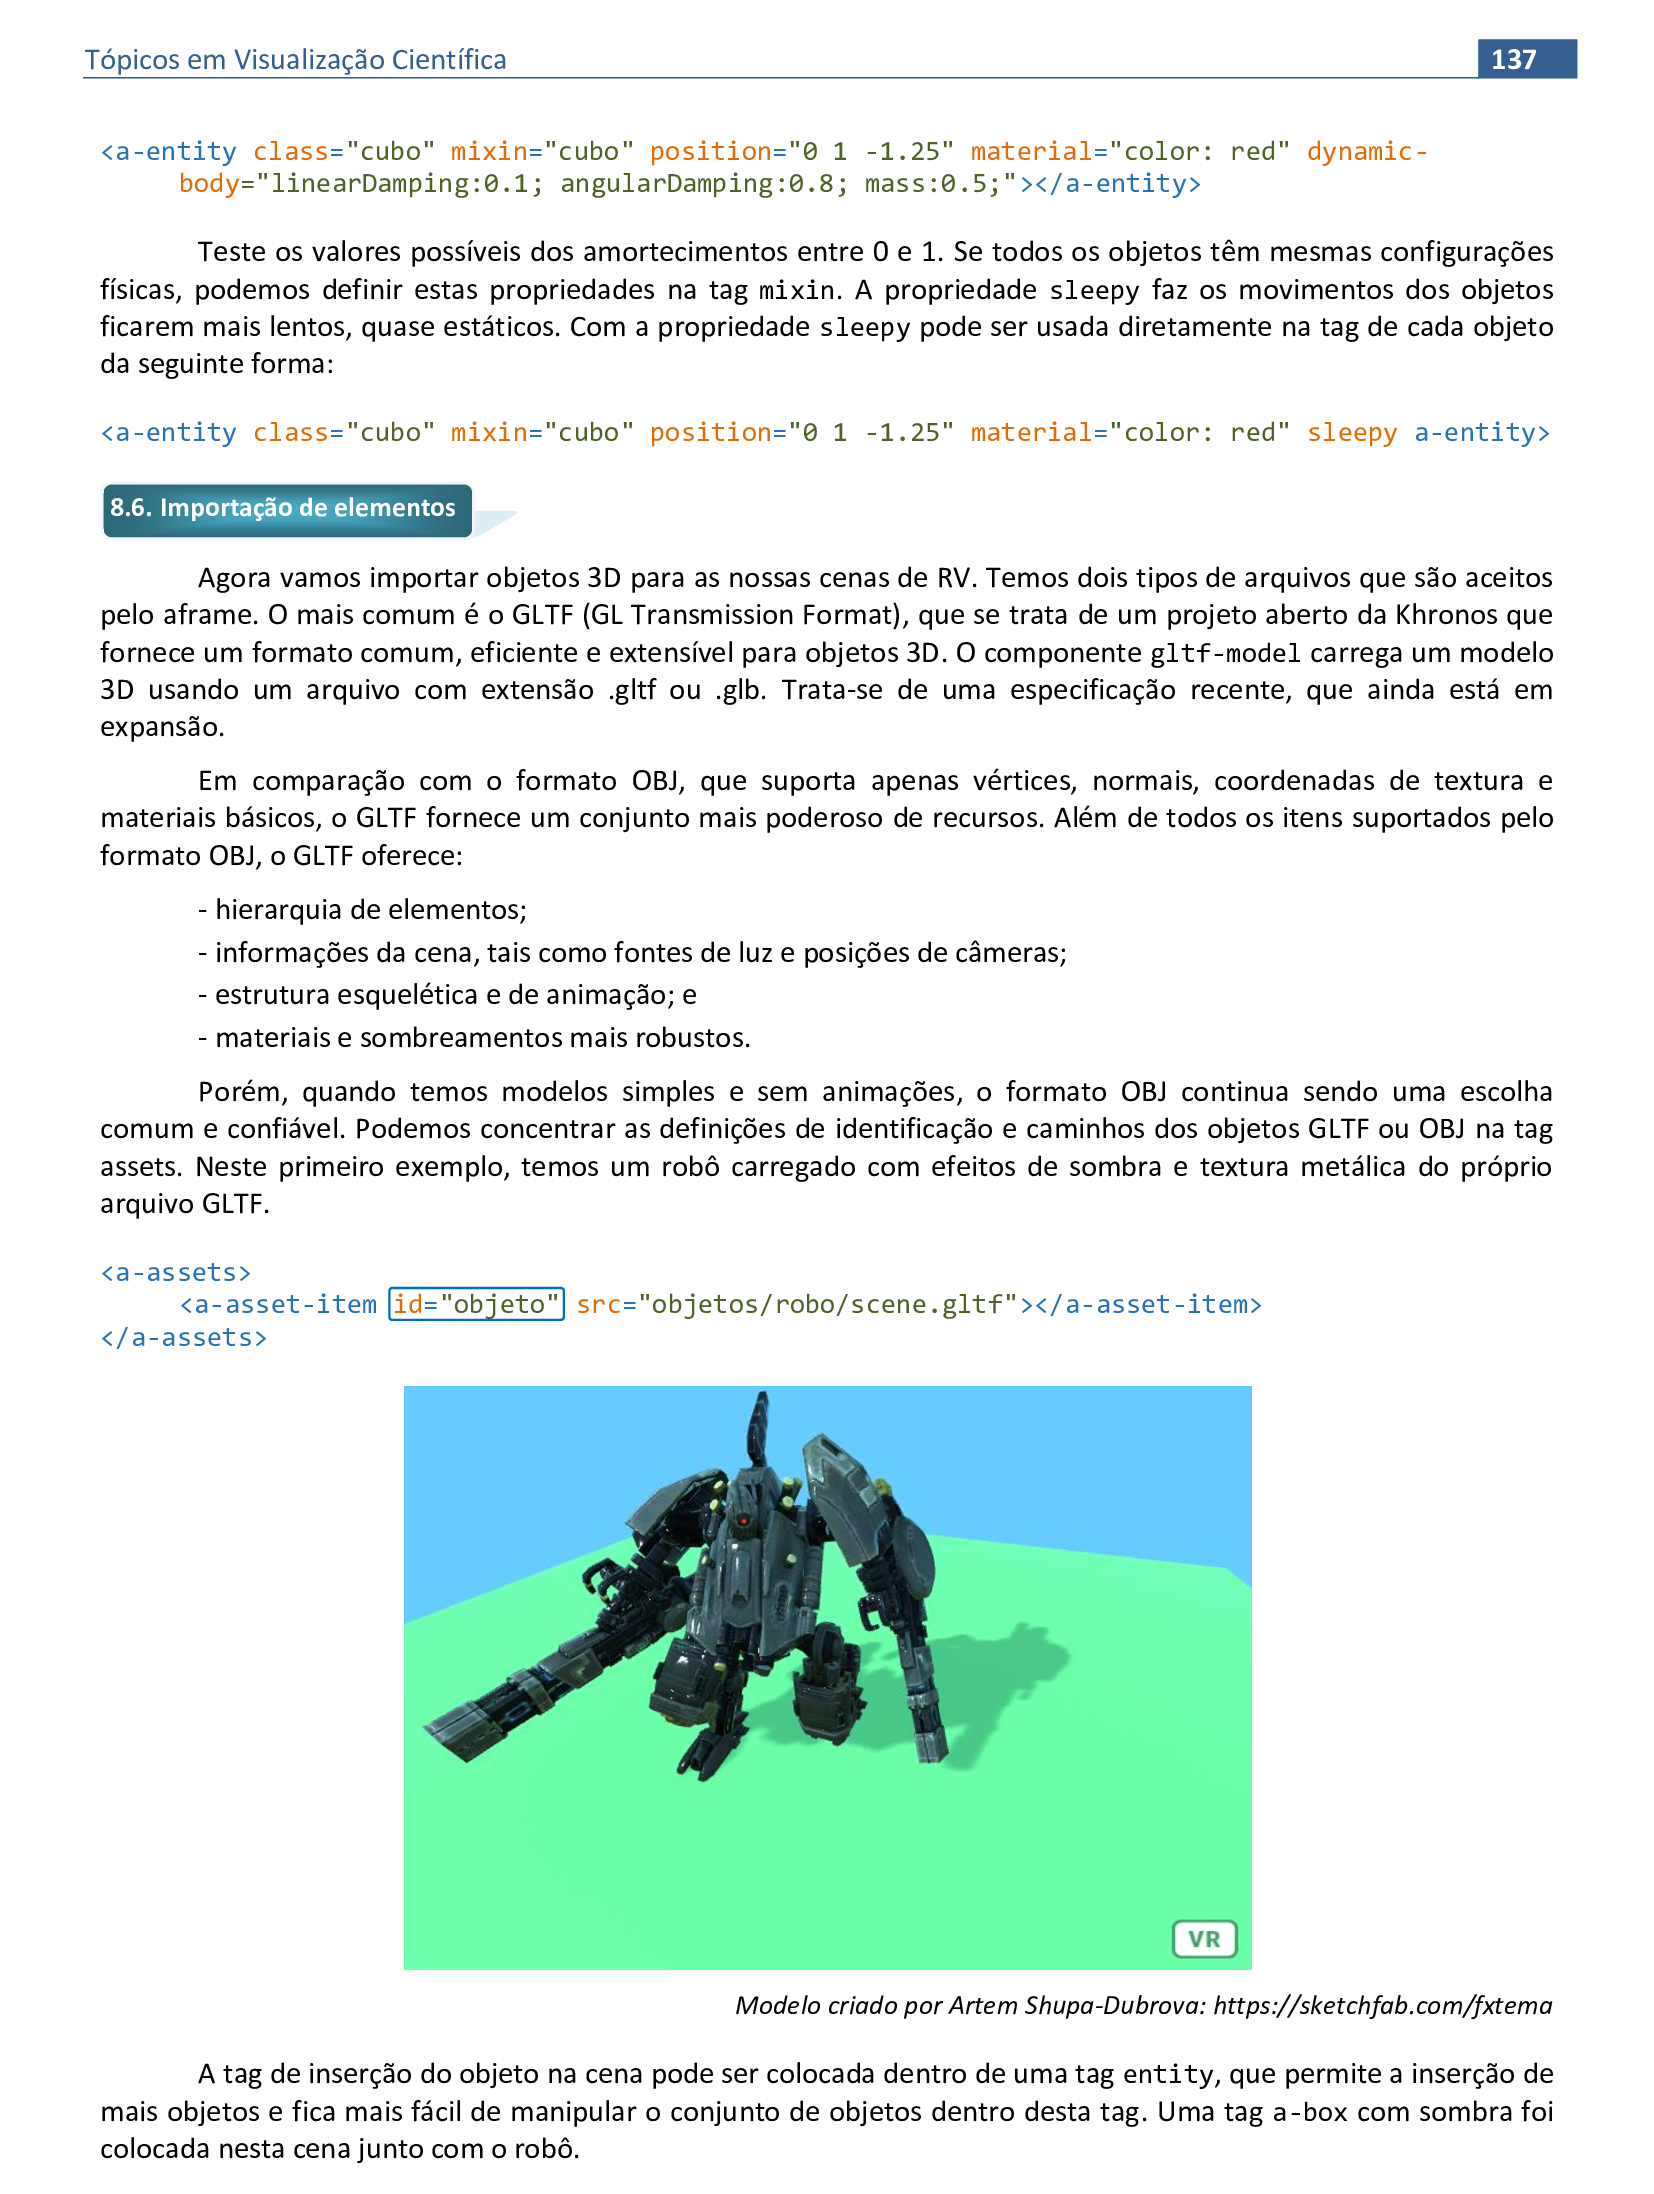 Tópicos em Visualização Científica 137
<a-entity class="cubo" mixin="cubo" position="0 1 -1.25" material="color: red" dynamic-
body="linearDamping:0.1; angularDamping:0.8; mass:0.5;"></a-entity>
Teste os valores possíveis dos amortecimentos entre 0 e 1. Se todos os objetos têm mesmas configurações
físicas, podemos definir estas propriedades na tag mixin. A propriedade sleepy faz os movimentos dos objetos
ficarem mais lentos, quase estáticos. Com a propriedade sleepy pode ser usada diretamente na tag de cada objeto
da seguinte forma:
<a-entity class="cubo" mixin="cubo" position="0 1 -1.25" material="color: red" sleepy a-entity>
8.6. Importação de elementos
Agora vamos importar objetos 3D para as nossas cenas de RV. Temos dois tipos de arquivos que são aceitos
pelo aframe. O mais comum é o GLTF (GL Transmission Format), que se trata de um projeto aberto da Khronos que
fornece um formato comum, eficiente e extensível para objetos 3D. O componente gltf-model carrega um modelo
3D usando um arquivo com extensão .gltf ou .glb. Trata-se de uma especificação recente, que ainda está em
expansão.
Em comparação com o formato OBJ, que suporta apenas vértices, normais, coordenadas de textura e
materiais básicos, o GLTF fornece um conjunto mais poderoso de recursos. Além de todos os itens suportados pelo
formato OBJ, o GLTF oferece:
- hierarquia de elementos;
- informações da cena, tais como fontes de luz e posições de câmeras;
- estrutura esquelética e de animação; e
- materiais e sombreamentos mais robustos.
Porém, quando temos modelos simples e sem animações, o formato OBJ continua sendo uma escolha
comum e confiável. Podemos concentrar as definições de identificação e caminhos dos objetos GLTF ou OBJ na tag
assets. Neste primeiro exemplo, temos um robô carregado com efeitos de sombra e textura metálica do próprio
arquivo GLTF.
<a-assets>
<a-asset-item id="objeto" src="objetos/robo/scene.gltf"></a-asset-item>
</a-assets>
VR
Modelo criado por Artem Shupa-Dubrova: https://sketchfab.com/fxtema
A tag de inserção do objeto na cena pode ser colocada dentro de uma tag entity, que permite a inserção de
mais objetos e fica mais fácil de manipular o conjunto de objetos dentro desta tag. Uma tag a-box com sombra foi
colocada nesta cena junto com o robô.